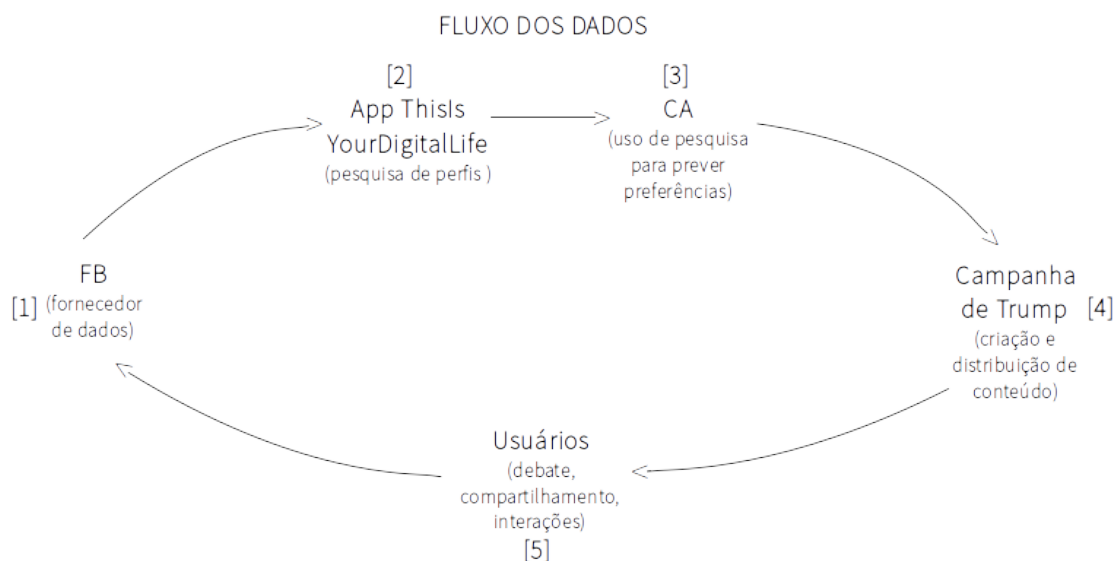 FLUXO DOS DADOS
[2]
App ThisIs
YourDigitalLife
(pesquisa de perfis )
[3]
CA
(uso de pesquisa
para prever
preferências)
FB
[1] (fornecedor
de dados)
Campanha
de Trump [4]
(criação e
distribuição de
conteúdo)
Usuários
(debate,
compartilhamento,
interações)
[5]